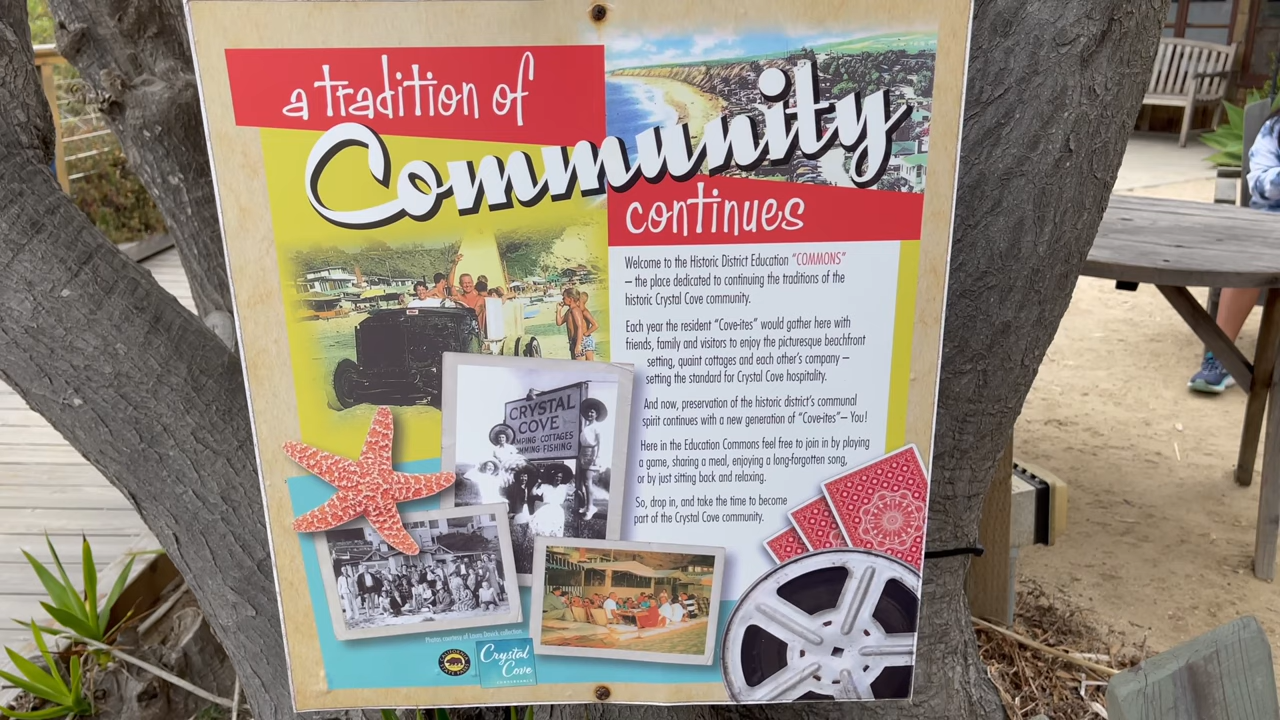 a tradition of
Community
continues
Welcome to the Historic District Education “COMMONS”
– the place dedicated to continuing the traditions of the
historic Crystal Cove community.
Each year the resident “Cove-ites” would gather here with
friends, family and visitors to enjoy the picturesque beachfront
setting, quaint cottages and each other’s company –
setting the standard for Crystal Cove hospitality.
And now, preservation of the historic district’s communal
spirit continues with a new generation of “Cove-ites”– You!
Here in the Education Commons feel free to join in by playing
a game, sharing a meal, enjoying a long-forgotten song,
or by just sitting back and relaxing.
So, drop in, and take the time to become
part of the Crystal Cove community.
CRYSTAL
COVE
MPING · COTTAGES
MMING · FISHING
Photos courtesy of Laura Davick collection.
Crystal
Cove